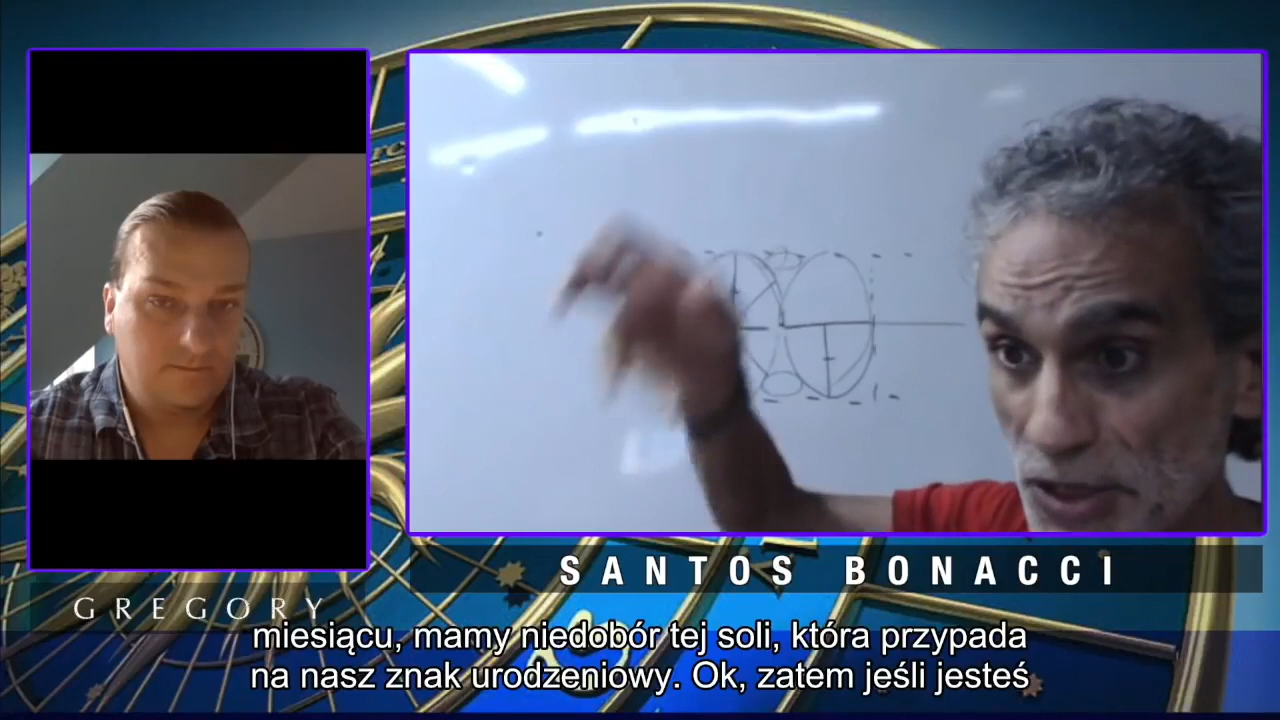 SANTOS BONACCI
GREGORY
miesiącu, mamy niedobór tej soli, która przypada
na nasz znak urodzeniowy. Ok, zatem jeśli jesteś